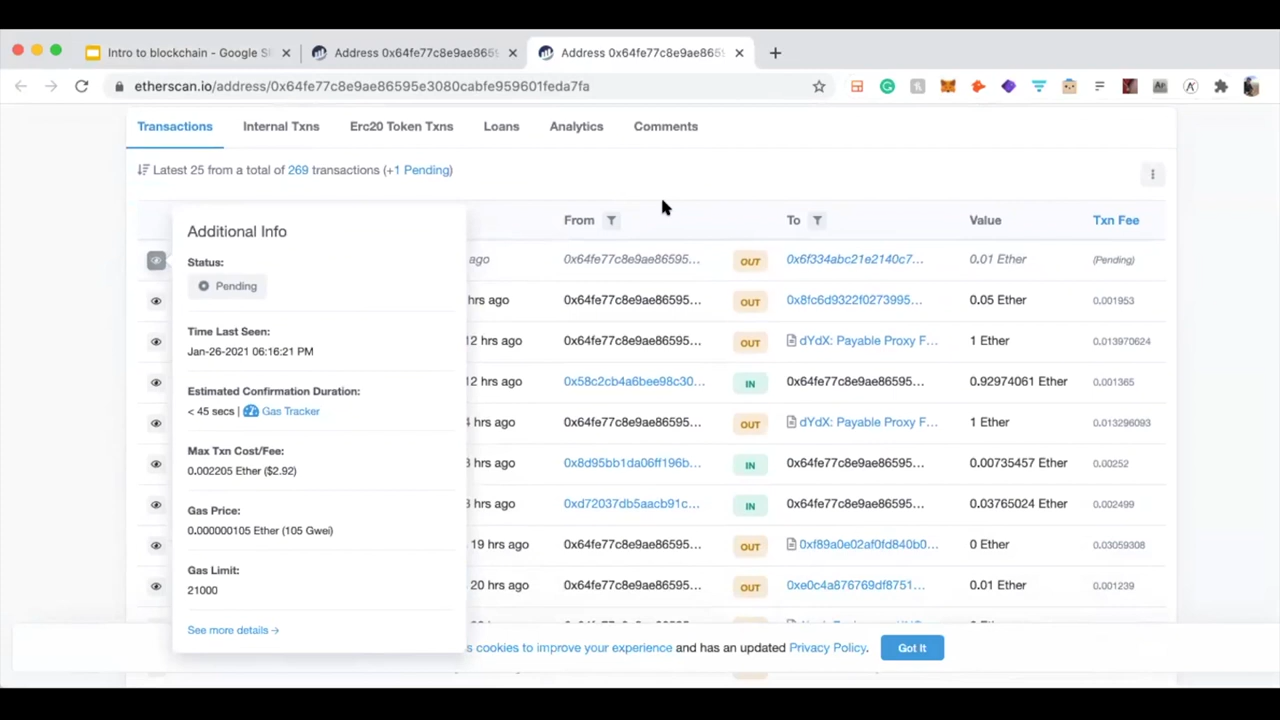 Intro to blockchain - Google S
Address 0x64fe77c8e9ae865
Address 0x64fe77c8e9ae865
etherscan.io/address/0x64fe77c8e9ae86595e3080cabfe959601feda7fa
Transactions Internal Txns Erc20 Token Txns Loans Analytics Comments
Latest 25 from a total of 269 transactions (+1 Pending)
From To Value Txn Fee
Additional Info
Status:
Pending
Time Last Seen:
Jan-26-2021 06:16:21 PM
Estimated Confirmation Duration:
< 45 secs | Gas Tracker
Max Txn Cost/Fee:
0.002205 Ether ($2.92)
Gas Price:
0.000000105 Ether (105 Gwei)
Gas Limit:
21000
See more details →
ago 0x64fe77c8e9ae86595... OUT 0x6f334abc21e2140c7... 0.01 Ether (Pending)
hrs ago 0x64fe77c8e9ae86595... OUT 0x8fc6d9322f0273995... 0.05 Ether 0.001953
12 hrs ago 0x64fe77c8e9ae86595... OUT dYdX: Payable Proxy F... 1 Ether 0.013970624
12 hrs ago 0x58c2cb4a6bee98c30... IN 0x64fe77c8e9ae86595... 0.92974061 Ether 0.001365
hrs ago 0x64fe77c8e9ae86595... OUT dYdX: Payable Proxy F... 1 Ether 0.013296093
hrs ago 0x8d95bb1da06ff196b... IN 0x64fe77c8e9ae86595... 0.00735457 Ether 0.00252
hrs ago 0xd72037db5aacb91c... IN 0x64fe77c8e9ae86595... 0.03765024 Ether 0.002499
19 hrs ago 0x64fe77c8e9ae86595... OUT 0xf89a0e02af0fd840b0... 0 Ether 0.03059308
20 hrs ago 0x64fe77c8e9ae86595... OUT 0xe0c4a876769df8751... 0.01 Ether 0.001239
s cookies to improve your experience and has an updated Privacy Policy. Got It